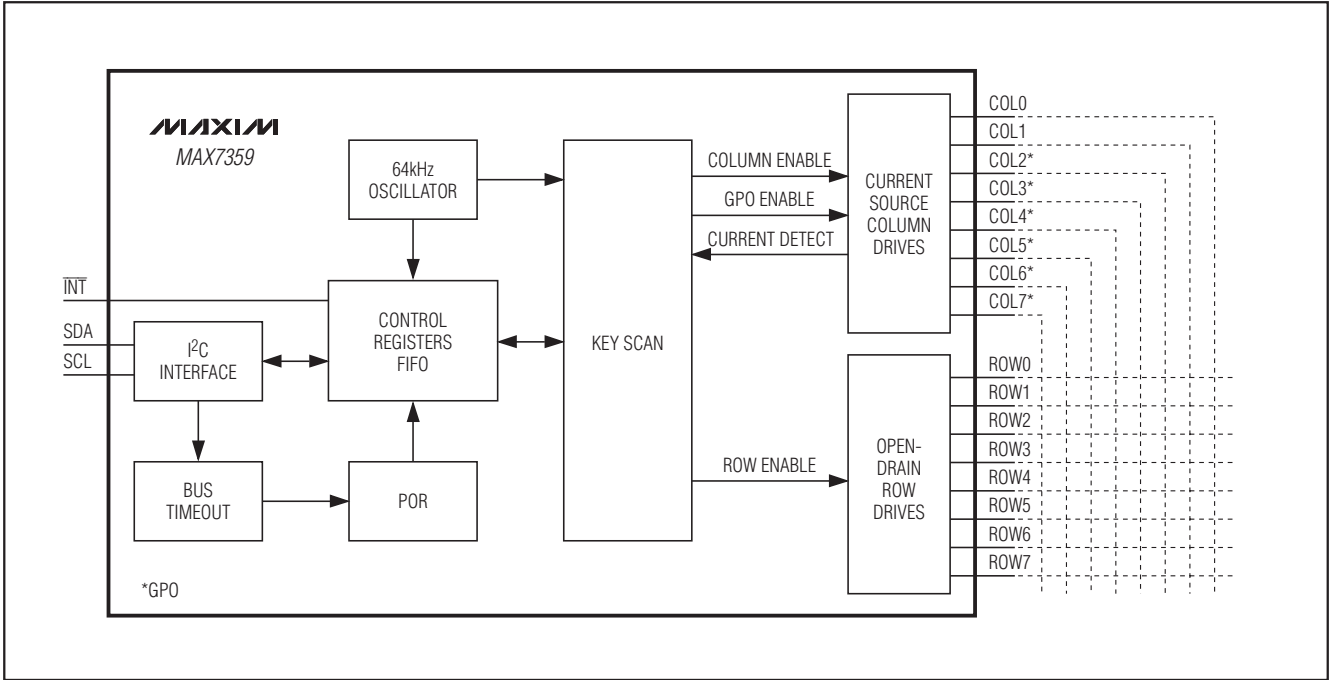 MAXIM
MAX7359
64kHz
OSCILLATOR
INT
SDA
SCL
I²C
INTERFACE
CONTROL
REGISTERS
FIFO
BUS
TIMEOUT
POR
KEY SCAN
COLUMN ENABLE
GPO ENABLE
CURRENT DETECT
ROW ENABLE
CURRENT
SOURCE
COLUMN
DRIVES
OPEN-
DRAIN
ROW
DRIVES
COL0
COL1
COL2*
COL3*
COL4*
COL5*
COL6*
COL7*
ROW0
ROW1
ROW2
ROW3
ROW4
ROW5
ROW6
ROW7
*GPO